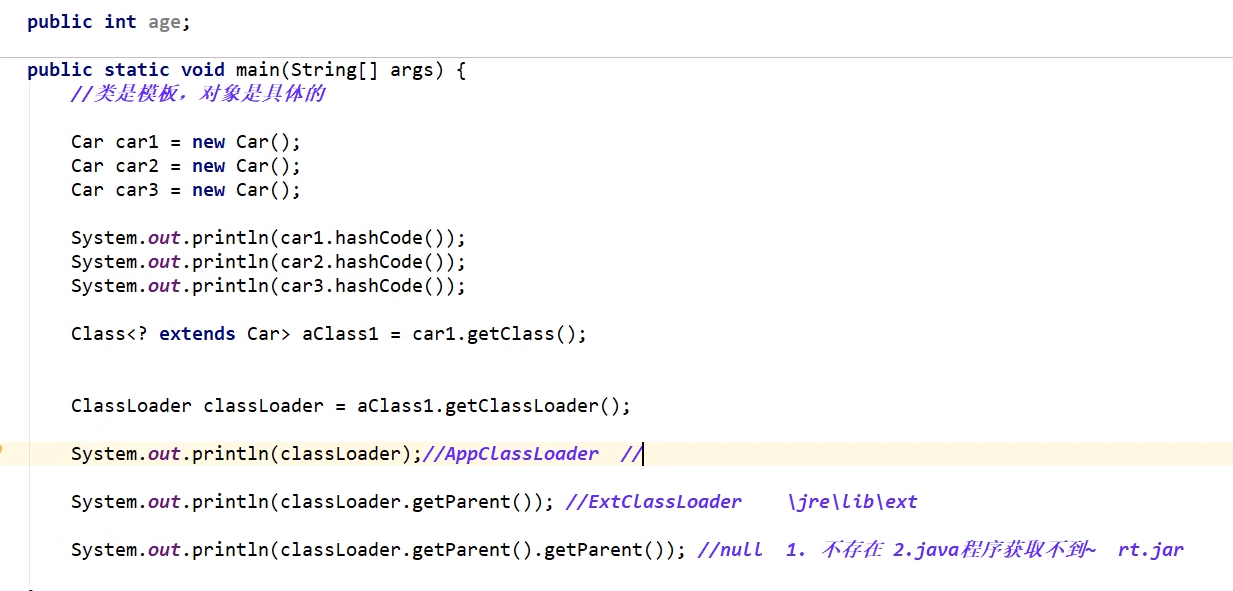 public int age;
public static void main(String[] args) {
//类是模板，对象是具体的
Car car1 = new Car();
Car car2 = new Car();
Car car3 = new Car();
System.out.println(car1.hashCode());
System.out.println(car2.hashCode());
System.out.println(car3.hashCode());
Class<? extends Car> aClass1 = car1.getClass();
ClassLoader classLoader = aClass1.getClassLoader();
System.out.println(classLoader);//AppClassLoader  //
System.out.println(classLoader.getParent()); //ExtClassLoader    \jre\lib\ext
System.out.println(classLoader.getParent().getParent()); //null  1. 不存在 2.java程序获取不到~  rt.jar